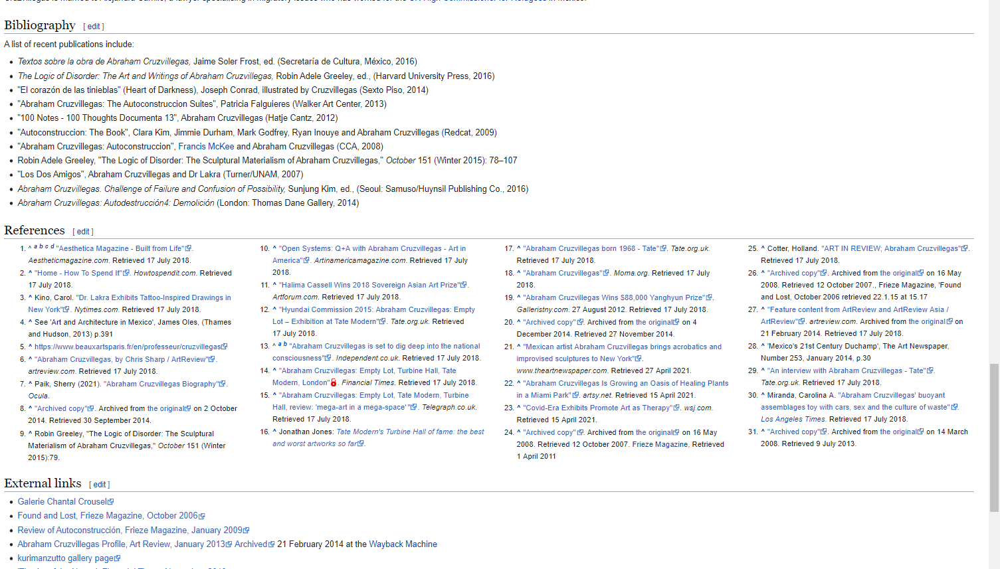 Bibliography [ edit ]
A list of recent publications include:
• Textos sobre la obra de Abraham Cruzvillegas, Jaime Soler Frost, ed. (Secretaría de Cultura, México, 2016)
• The Logic of Disorder: The Art and Writings of Abraham Cruzvillegas, Robin Adele Greeley, ed., (Harvard University Press, 2016)
• "El corazón de las tinieblas" (Heart of Darkness), Joseph Conrad, illustrated by Cruzvillegas (Sexto Piso, 2014)
• "Abraham Cruzvillegas: The Autoconstruccion Suites", Patricia Falguieres (Walker Art Center, 2013)
• "100 Notes - 100 Thoughts Documenta 13", Abraham Cruzvillegas (Hatje Cantz, 2012)
• "Autoconstruccion: The Book", Clara Kim, Jimmie Durham, Mark Godfrey, Ryan Inouye and Abraham Cruzvillegas (Redcat, 2009)
• "Abraham Cruzvillegas: Autoconstruccion", Francis McKee and Abraham Cruzvillegas (CCA, 2008)
• Robin Adele Greeley, "The Logic of Disorder: The Sculptural Materialism of Abraham Cruzvillegas," October 151 (Winter 2015): 78–107
• "Los Dos Amigos", Abraham Cruzvillegas and Dr Lakra (Turner/UNAM, 2007)
• Abraham Cruzvillegas. Challenge of Failure and Confusion of Possibility, Sunjung Kim, ed., (Seoul: Samuso/Huynsil Publishing Co., 2016)
• Abraham Cruzvillegas: Autodestrucción4: Demolición (London: Thomas Dane Gallery, 2014)
References [ edit ]
1. ^ a b c d "Aesthetica Magazine - Built from Life".
Aestheticmagazine.com. Retrieved 17 July 2018.
2. ^ "Home - How To Spend It". Howtospendit.com. Retrieved
17 July 2018.
3. ^ Kino, Carol. "Dr. Lakra Exhibits Tattoo-Inspired Drawings in
New York". Nytimes.com. Retrieved 17 July 2018.
4. ^ See 'Art and Architecture in Mexico', James Oles, (Thames
and Hudson, 2013) p.391
5. ^ https://www.beauxartsparis.fr/en/professeur/cruzvillegas
6. ^ "Abraham Cruzvillegas, by Chris Sharp / ArtReview".
artreview.com. Retrieved 17 July 2018.
7. ^ Paik, Sherry (2021). "Abraham Cruzvillegas Biography".
Ocula.
8. ^ "Archived copy". Archived from the original on 2 October
2014. Retrieved 30 September 2014.
9. ^ Robin Greeley, "The Logic of Disorder: The Sculptural
Materialism of Abraham Cruzvillegas," October 151 (Winter
2015):79.
10. ^ "Open Systems: Q+A with Abraham Cruzvillegas - Art in
America". Artinamericamagazine.com. Retrieved 17 July
2018.
11. ^ "Halima Cassell Wins 2018 Sovereign Asian Art Prize".
Artforum.com. Retrieved 17 July 2018.
12. ^ "Hyundai Commission 2015: Abraham Cruzvillegas: Empty
Lot – Exhibition at Tate Modern". Tate.org.uk. Retrieved
17 July 2018.
13. ^ a b "Abraham Cruzvillegas is set to dig deep into the national
consciousness". Independent.co.uk. Retrieved 17 July 2018.
14. ^ "Abraham Cruzvillegas: Empty Lot, Turbine Hall, Tate
Modern, London". Financial Times. Retrieved 17 July 2018.
15. ^ "Abraham Cruzvillegas: Empty Lot, Tate Modern, Turbine
Hall, review: 'mega-art in a mega-space' ". Telegraph.co.uk.
Retrieved 17 July 2018.
16. ^ Jonathan Jones: Tate Modern's Turbine Hall of fame: the best
and worst artworks so far.
17. ^ "Abraham Cruzvillegas born 1968 - Tate". Tate.org.uk.
Retrieved 17 July 2018.
18. ^ "Abraham Cruzvillegas". Moma.org. Retrieved 17 July
2018.
19. ^ "Abraham Cruzvillegas Wins $88,000 Yanghyun Prize".
Galleristny.com. 27 August 2012. Retrieved 17 July 2018.
20. ^ "Archived copy". Archived from the original on 4
December 2014. Retrieved 27 November 2014.
21. ^ "Mexican artist Abraham Cruzvillegas brings acrobatics and
improvised sculptures to New York".
www.theartnewspaper.com. Retrieved 27 April 2021.
22. ^ "Abraham Cruzvillegas Is Growing an Oasis of Healing Plants
in a Miami Park". artsy.net. Retrieved 15 April 2021.
23. ^ "Covid-Era Exhibits Promote Art as Therapy". wsj.com.
Retrieved 15 April 2021.
24. ^ "Archived copy". Archived from the original on 16 May
2008. Retrieved 12 October 2007. Frieze Magazine, Retrieved
1 April 2011
25. ^ Cotter, Holland. "ART IN REVIEW; Abraham Cruzvillegas".
Retrieved 17 July 2018.
26. ^ "Archived copy". Archived from the original on 16 May
2008. Retrieved 12 October 2007., Frieze Magazine, 'Found
and Lost, October 2006 retrieved 22.1.15 at 15.17
27. ^ "Feature content from ArtReview and ArtReview Asia /
ArtReview". artreview.com. Archived from the original on
21 February 2014. Retrieved 17 July 2018.
28. ^ 'Mexico's 21st Century Duchamp', The Art Newspaper,
Number 253, January 2014, p.30
29. ^ "An interview with Abraham Cruzvillegas - Tate".
Tate.org.uk. Retrieved 17 July 2018.
30. ^ Miranda, Carolina A. "Abraham Cruzvillegas' buoyant
assemblages toy with cars, sex and the culture of waste".
Los Angeles Times. Retrieved 17 July 2018.
31. ^ "Archived copy". Archived from the original on 14 March
2008. Retrieved 9 July 2013.
External links [ edit ]
• Galerie Chantal Crousel
• Found and Lost, Frieze Magazine, October 2006
• Review of Autoconstrucción, Frieze Magazine, January 2009
• Abraham Cruzvillegas Profile, Art Review, January 2013 Archived 21 February 2014 at the Wayback Machine
• kurimanzutto gallery page